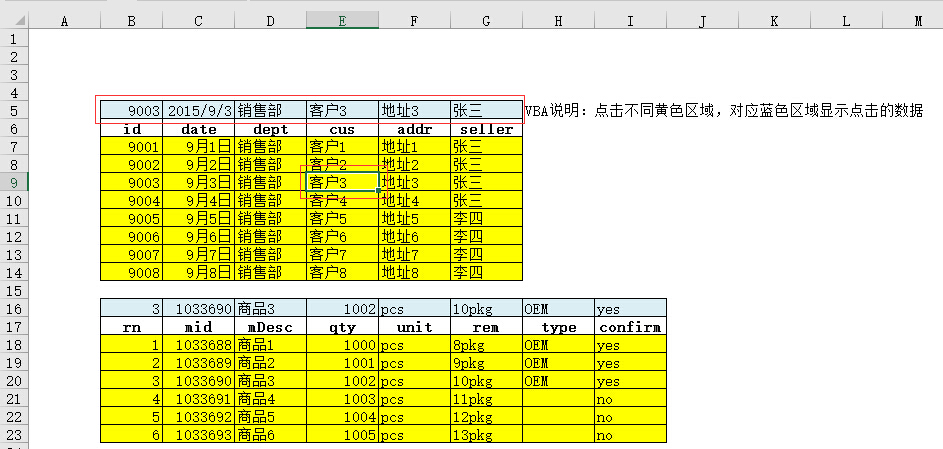 A B C D E F G H I J K L M
1
2
3
4
5 9003 2015/9/3 销售部 客户3 地址3 张三 VBA说明：点击不同黄色区域，对应蓝色区域显示点击的数据
6 id date dept cus addr seller
7 9001 9月1日 销售部 客户1 地址1 张三
8 9002 9月2日 销售部 客户2 地址2 张三
9 9003 9月3日 销售部 客户3 地址3 张三
10 9004 9月4日 销售部 客户4 地址4 张三
11 9005 9月5日 销售部 客户5 地址5 李四
12 9006 9月6日 销售部 客户6 地址6 李四
13 9007 9月7日 销售部 客户7 地址7 李四
14 9008 9月8日 销售部 客户8 地址8 李四
15
16 3 1033690 商品3 1002 pcs 10pkg OEM yes
17 rn mid mDesc qty unit rem type confirm
18 1 1033688 商品1 1000 pcs 8pkg OEM yes
19 2 1033689 商品2 1001 pcs 9pkg OEM yes
20 3 1033690 商品3 1002 pcs 10pkg OEM yes
21 4 1033691 商品4 1003 pcs 11pkg no
22 5 1033692 商品5 1004 pcs 12pkg no
23 6 1033693 商品6 1005 pcs 13pkg no